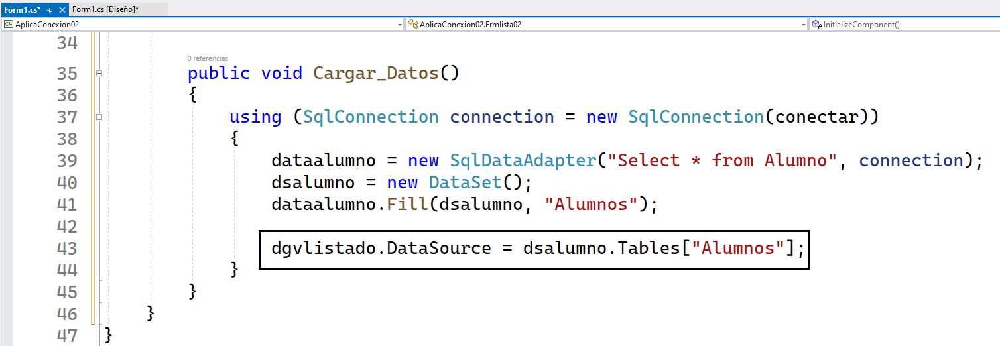 Form1.cs* Form1.cs [Diseño]*
C# AplicaConexion02 AplicaConexion02.Frmlista02 InitializeComponent()
34
0 referencias
35 public void Cargar_Datos()
36 {
37 using (SqlConnection connection = new SqlConnection(conectar))
38 {
39 dataalumno = new SqlDataAdapter("Select * from Alumno", connection);
40 dsalumno = new DataSet();
41 dataalumno.Fill(dsalumno, "Alumnos");
42
43 dgvlistado.DataSource = dsalumno.Tables["Alumnos"];
44 }
45 }
46 }
47 }